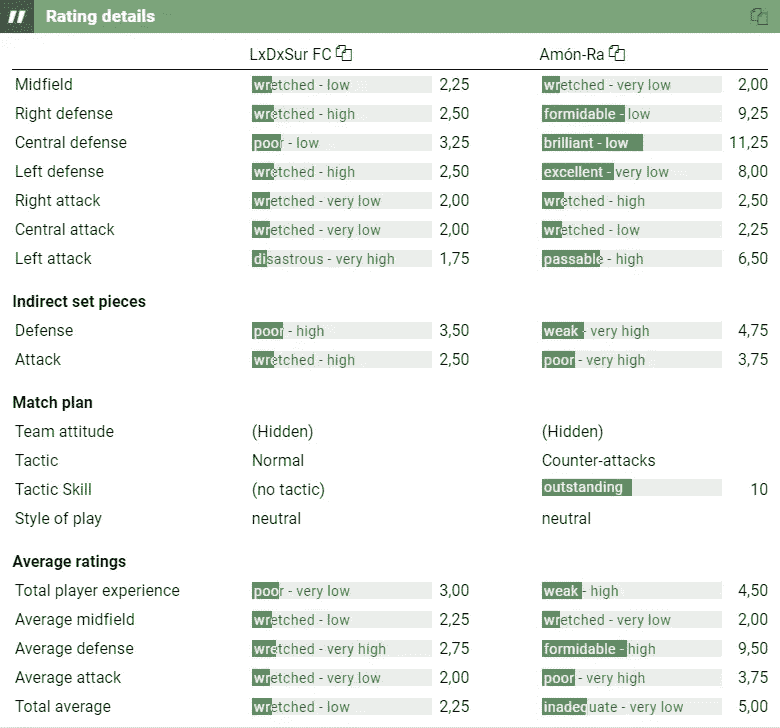 Rating details
LxDxSur FC Amón-Ra
Midfield wretched - low 2,25 wretched - very low 2,00
Right defense wretched - high 2,50 formidable - low 9,25
Central defense poor - low 3,25 brilliant - low 11,25
Left defense wretched - high 2,50 excellent - very low 8,00
Right attack wretched - very low 2,00 wretched - high 2,50
Central attack wretched - very low 2,00 wretched - low 2,25
Left attack disastrous - very high 1,75 passable - high 6,50
Indirect set pieces
Defense poor - high 3,50 weak - very high 4,75
Attack wretched - high 2,50 poor - very high 3,75
Match plan
Team attitude (Hidden) (Hidden)
Tactic Normal Counter-attacks
Tactic Skill (no tactic) outstanding 10
Style of play neutral neutral
Average ratings
Total player experience poor - very low 3,00 weak - high 4,50
Average midfield wretched - low 2,25 wretched - very low 2,00
Average defense wretched - very high 2,75 formidable - high 9,50
Average attack wretched - very low 2,00 poor - very high 3,75
Total average wretched - low 2,25 inadequate - very low 5,00